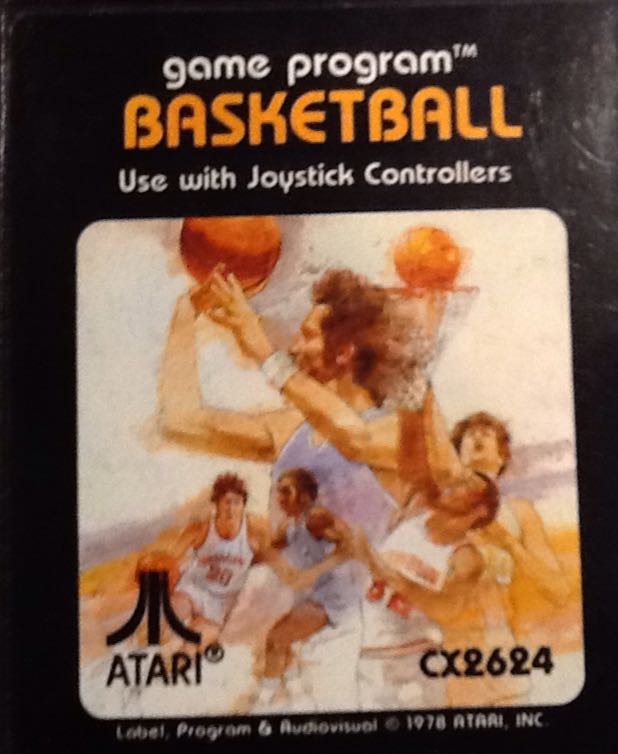 game program™
BASKETBALL
Use with Joystick Controllers
ATARI®
CX2624
Label, Program & Audiovisual © 1978 ATARI, INC.